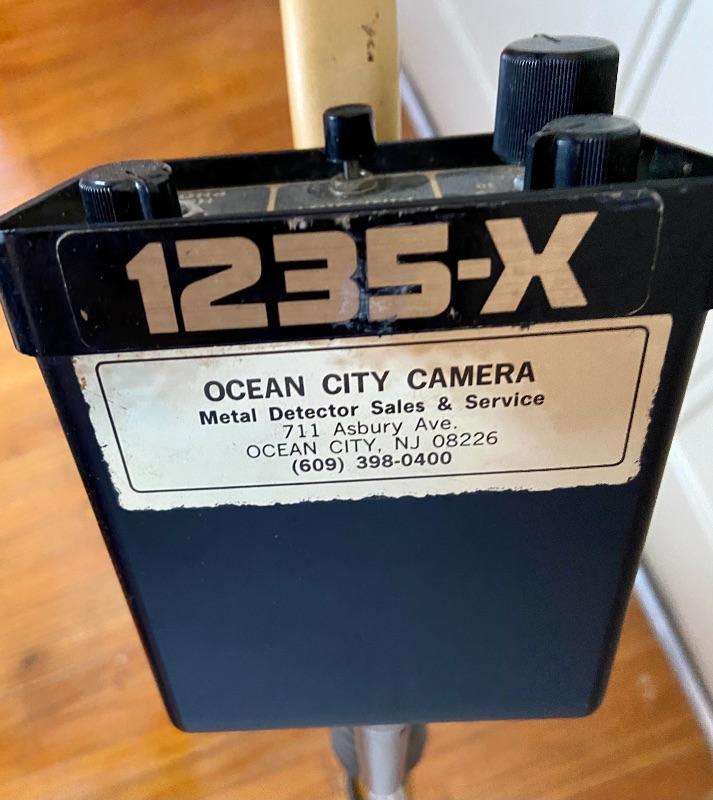 1235-X
OCEAN CITY CAMERA
Metal Detector Sales & Service
711 Asbury Ave.
OCEAN CITY, NJ 08226
(609) 398-0400